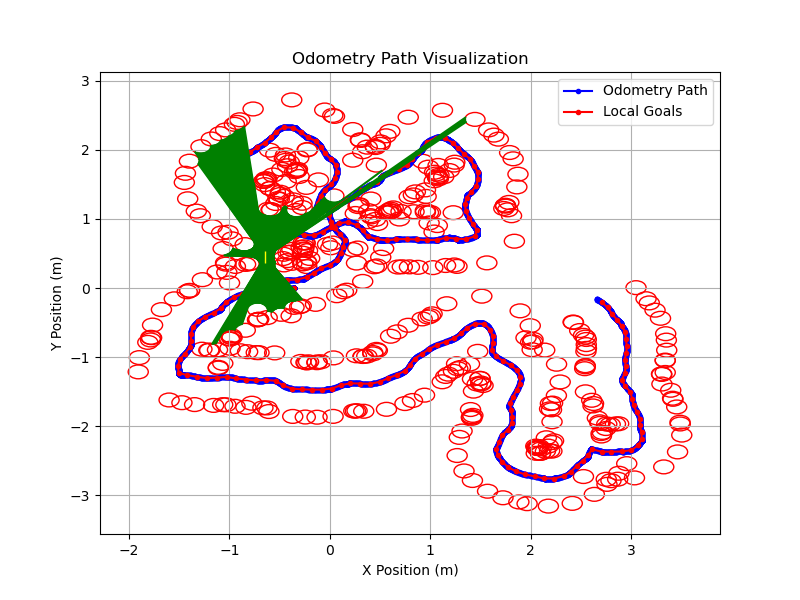 Odometry Path Visualization
Odometry Path
Local Goals
Y Position (m)
3
2
1
0
−1
−2
−3
−2
−1
0
1
2
3
X Position (m)